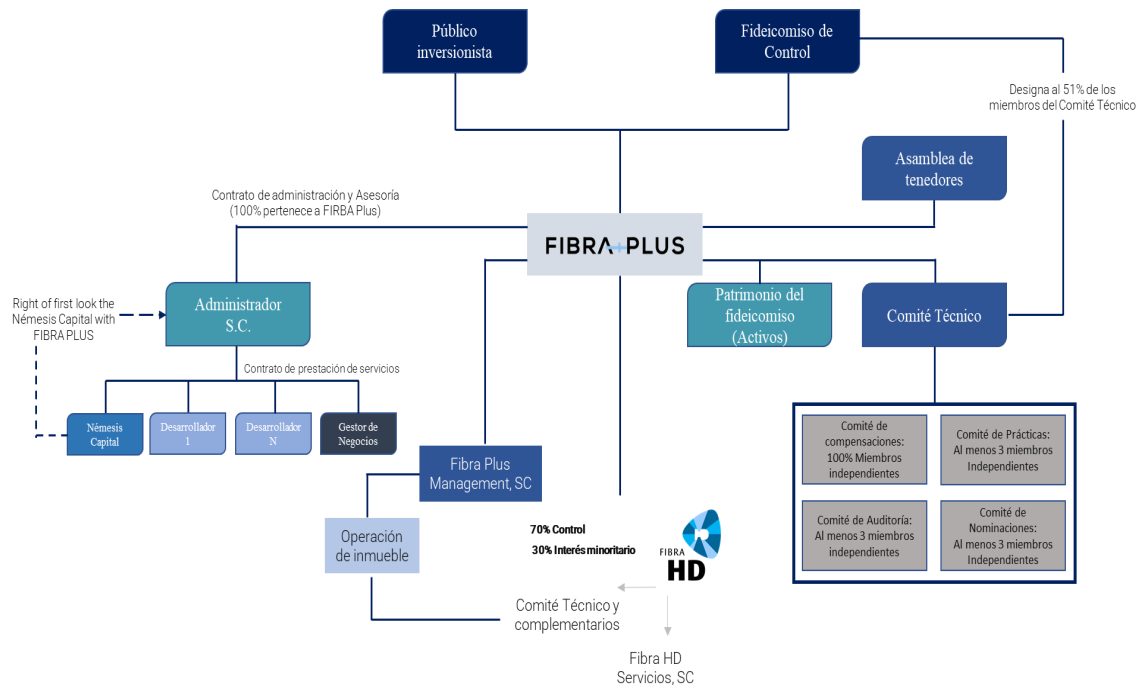 Público
inversionista
Fideicomiso de
Control
Designa al 51% de los
miembros del Comité Técnico
Asamblea de
tenedores
Contrato de administración y Asesoría
(100% pertenece a FIRBA Plus)
FIBRA+PLUS
Right of first look the
Némesis Capital with
FIBRA PLUS
Administrador
S.C.
Patrimonio del
fideicomiso
(Activos)
Comité Técnico
Contrato de prestación de servicios
Némesis
Capital
Desarrollador
1
Desarrollador
N
Gestor de
Negocios
Comité de
compensaciones:
100% Miembros
independientes
Comité de Prácticas:
Al menos 3 miembros
Independientes
Comité de Auditoría:
Al menos 3 miembros
independientes
Comité de
Nominaciones:
Al menos 3 miembros
Independientes
Fibra Plus
Management, SC
Operación
de inmueble
70% Control
30% Interés minoritario
FIBRA
HD
Comité Técnico y
complementarios
Fibra HD
Servicios, SC